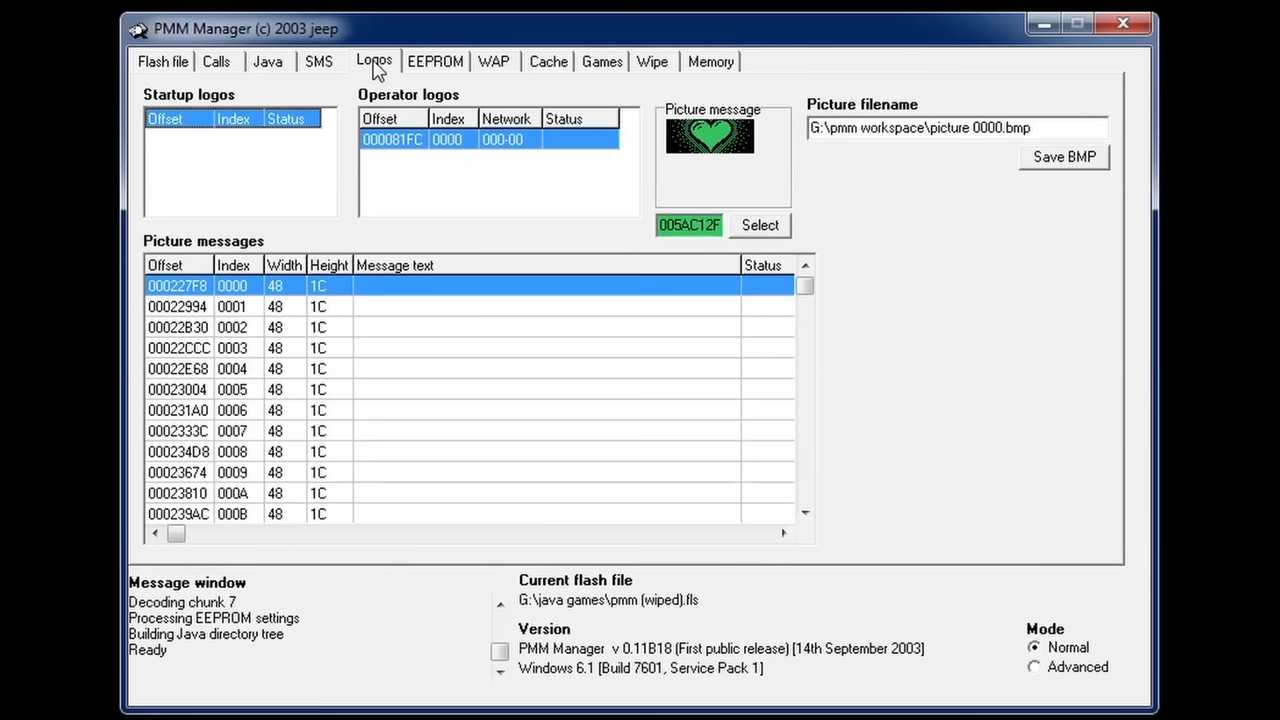 PMM Manager (c) 2003 jeep
Flash file Calls Java SMS Logos EEPROM WAP Cache Games Wipe Memory
Startup logos
Offset Index Status
Operator logos
Offset Index Network Status
000081FC 0000 000-00
Picture message
005AC12F Select
Picture filename
G:\pmm workspace\picture 0000.bmp
Save BMP
Picture messages
Offset Index Width Height Message text Status
000227F8 0000 48 1C
00022994 0001 48 1C
00022B30 0002 48 1C
00022CCC 0003 48 1C
00022E68 0004 48 1C
00023004 0005 48 1C
000231A0 0006 48 1C
0002333C 0007 48 1C
000234D8 0008 48 1C
00023674 0009 48 1C
00023810 000A 48 1C
000239AC 000B 48 1C
Message window
Decoding chunk 7
Processing EEPROM settings
Building Java directory tree
Ready
Current flash file
G:\java games\pmm (wiped).fls
Version
PMM Manager v 0.11B18 (First public release) [14th September 2003]
Windows 6.1 [Build 7601, Service Pack 1]
Mode
Normal
Advanced